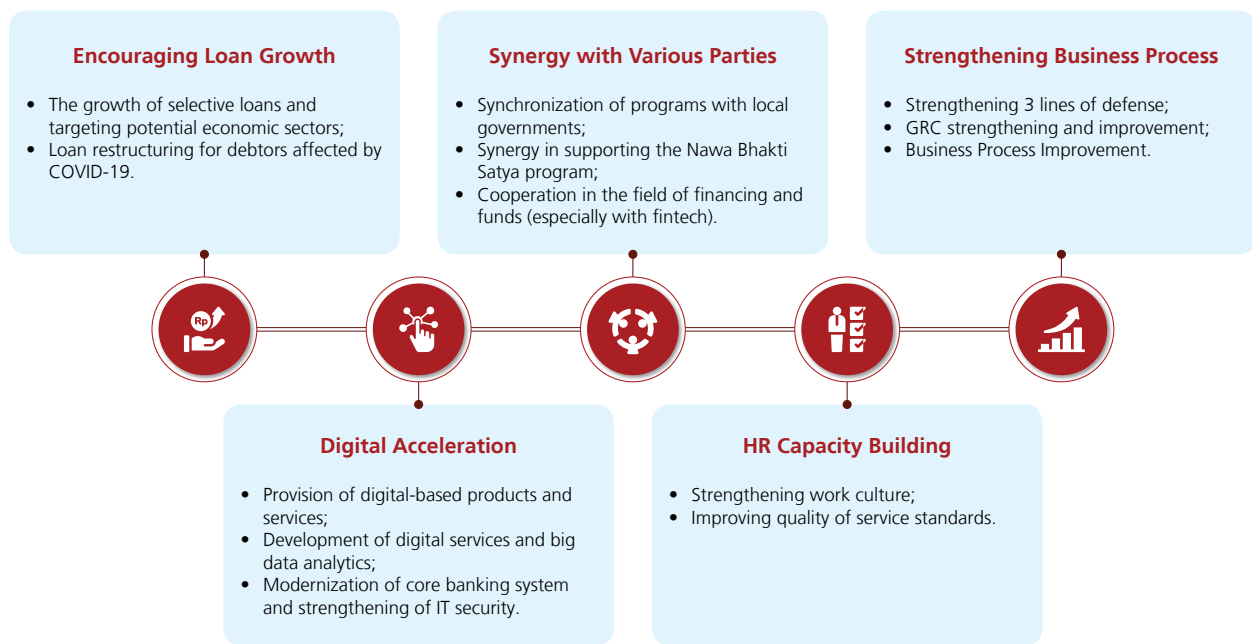 Encouraging Loan Growth
• The growth of selective loans and
targeting potential economic sectors;
• Loan restructuring for debtors affected by
COVID-19.
Synergy with Various Parties
• Synchronization of programs with local
governments;
• Synergy in supporting the Nawa Bhakti
Satya program;
• Cooperation in the field of financing and
funds (especially with fintech).
Strengthening Business Process
• Strengthening 3 lines of defense;
• GRC strengthening and improvement;
• Business Process Improvement.
Rp
Digital Acceleration
• Provision of digital-based products and
services;
• Development of digital services and big
data analytics;
• Modernization of core banking system
and strengthening of IT security.
HR Capacity Building
• Strengthening work culture;
• Improving quality of service standards.